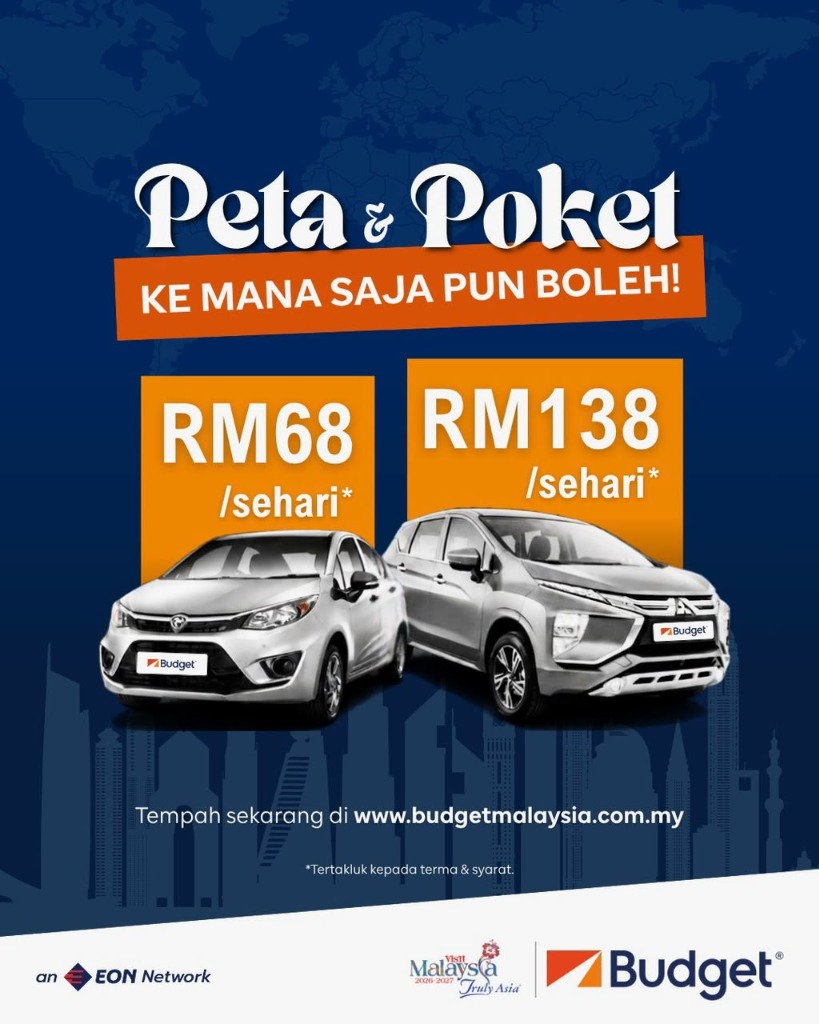 Peta & Poket
KE MANA SAJA PUN BOLEH!
RM68
/sehari*
RM138
/sehari*
Budget
Budget
Tempah sekarang di www.budgetmalaysia.com.my
*Tertakluk kepada terma & syarat.
an EON Network
Visit
Malaysia
2026-2027
Truly Asia
Budget®